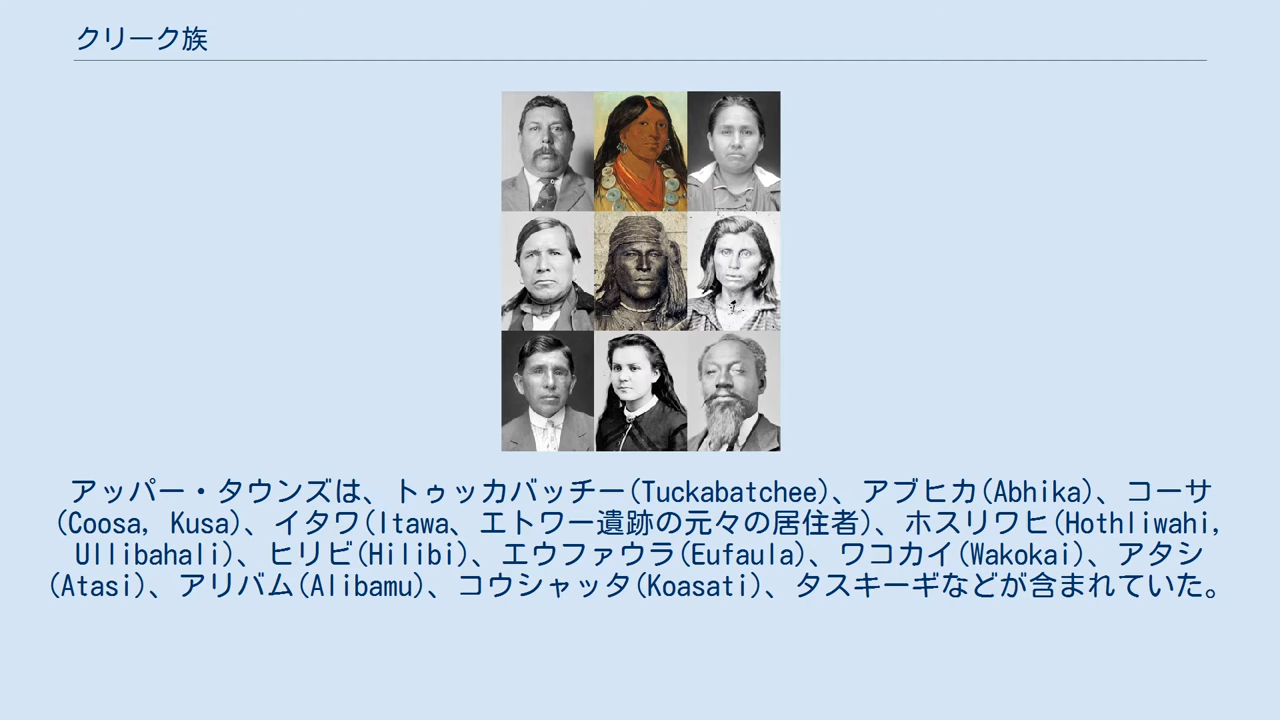 クリーク族
アッパー・タウンズは、トゥッカバッチー(Tuckabatchee)、アブヒカ(Abhika)、コーサ
(Coosa, Kusa)、イタワ(Itawa、エトワー遺跡の元々の居住者)、ホスリワヒ(Hothliwahi,
Ullibahali)、ヒリビ(Hilibi)、エウファウラ(Eufaula)、ワコカイ(Wakokai)、アタシ
(Atasi)、アリバム(Alibamu)、コウシャッタ(Koasati)、タスキーギなどが含まれていた。